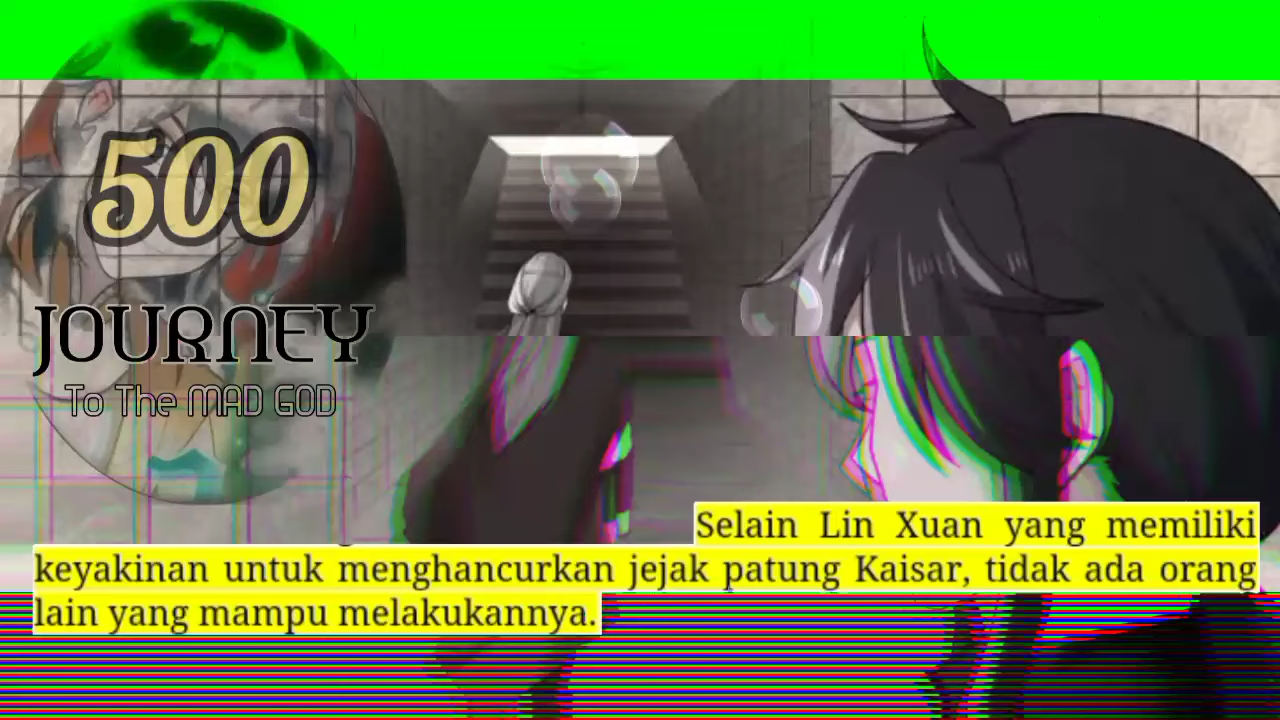 500
JOURNEY
To The MAD GOD
Selain Lin Xuan yang memiliki
keyakinan untuk menghancurkan jejak patung Kaisar, tidak ada orang
lain yang mampu melakukannya.